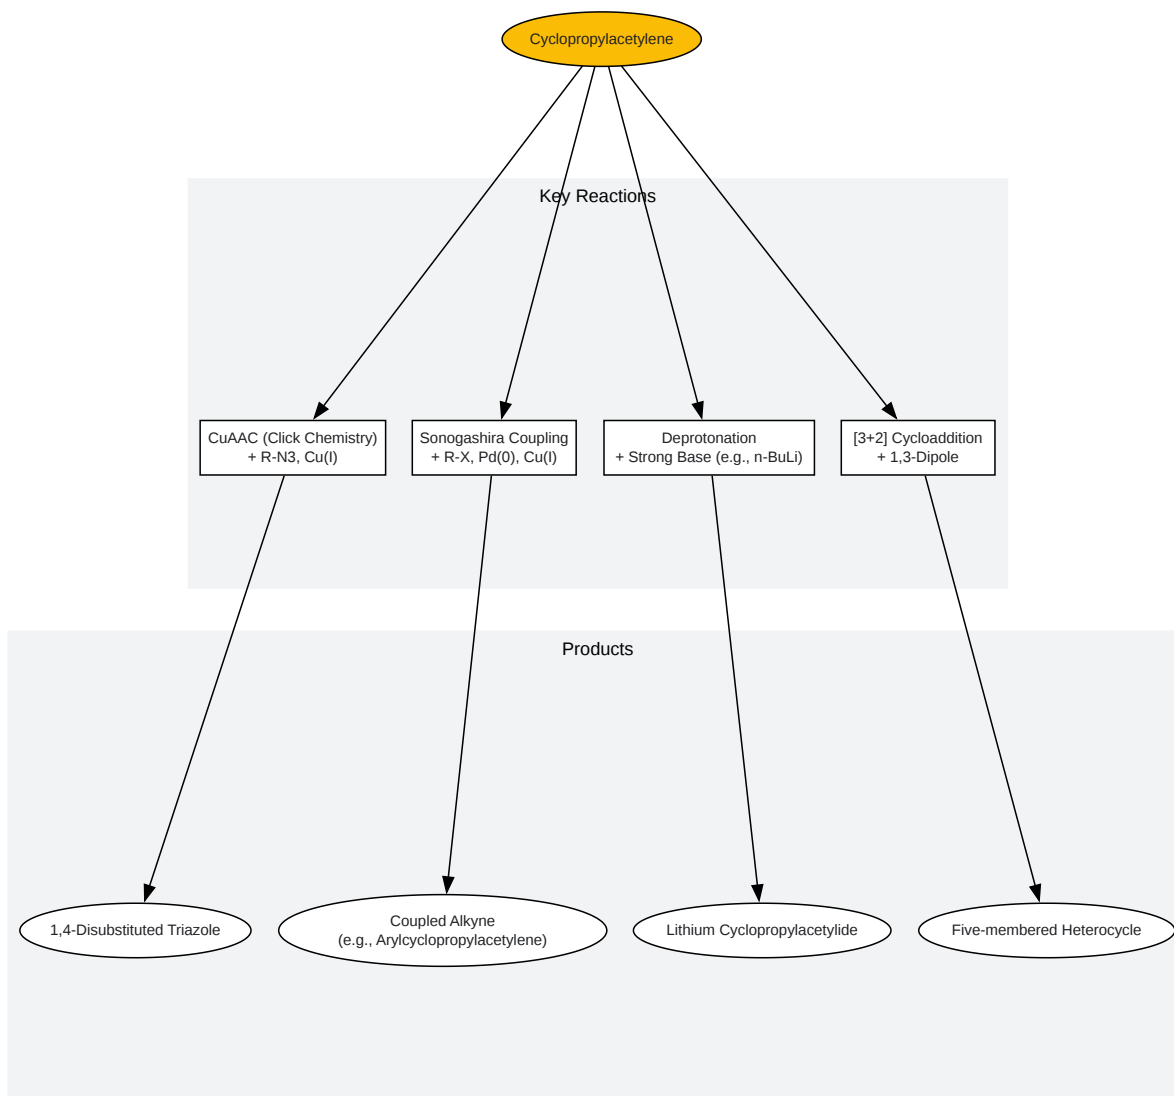 Cyclopropylacetylene
Key Reactions
CuAAC (Click Chemistry)
+ R-N3, Cu(I)
Sonogashira Coupling
+ R-X, Pd(0), Cu(I)
Deprotonation
+ Strong Base (e.g., n-BuLi)
[3+2] Cycloaddition
+ 1,3-Dipole
Products
1,4-Disubstituted Triazole
Coupled Alkyne
(e.g., Arylcyclopropylacetylene)
Lithium Cyclopropylacetylide
Five-membered Heterocycle